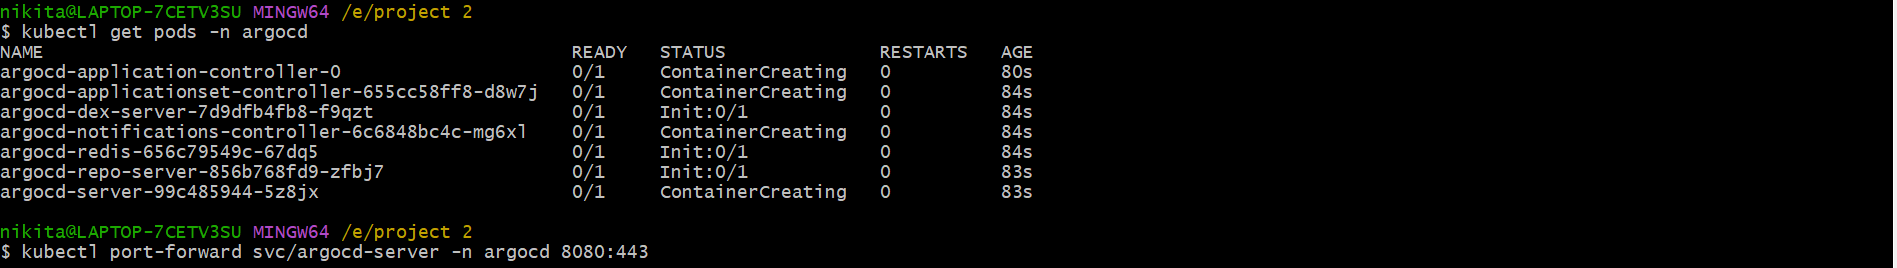 nikita@LAPTOP-7CETV3SU MINGW64 /e/project 2
$ kubectl get pods -n argocd
NAME READY STATUS RESTARTS AGE
argocd-application-controller-0 0/1 ContainerCreating 0 80s
argocd-applicationset-controller-655cc58ff8-d8w7j 0/1 ContainerCreating 0 84s
argocd-dex-server-7d9dfb4fb8-f9qzt 0/1 Init:0/1 0 84s
argocd-notifications-controller-6c6848bc4c-mg6xl 0/1 ContainerCreating 0 84s
argocd-redis-656c79549c-67dq5 0/1 Init:0/1 0 84s
argocd-repo-server-856b768fd9-zfbj7 0/1 Init:0/1 0 83s
argocd-server-99c485944-5z8jx 0/1 ContainerCreating 0 83s
nikita@LAPTOP-7CETV3SU MINGW64 /e/project 2
$ kubectl port-forward svc/argocd-server -n argocd 8080:443